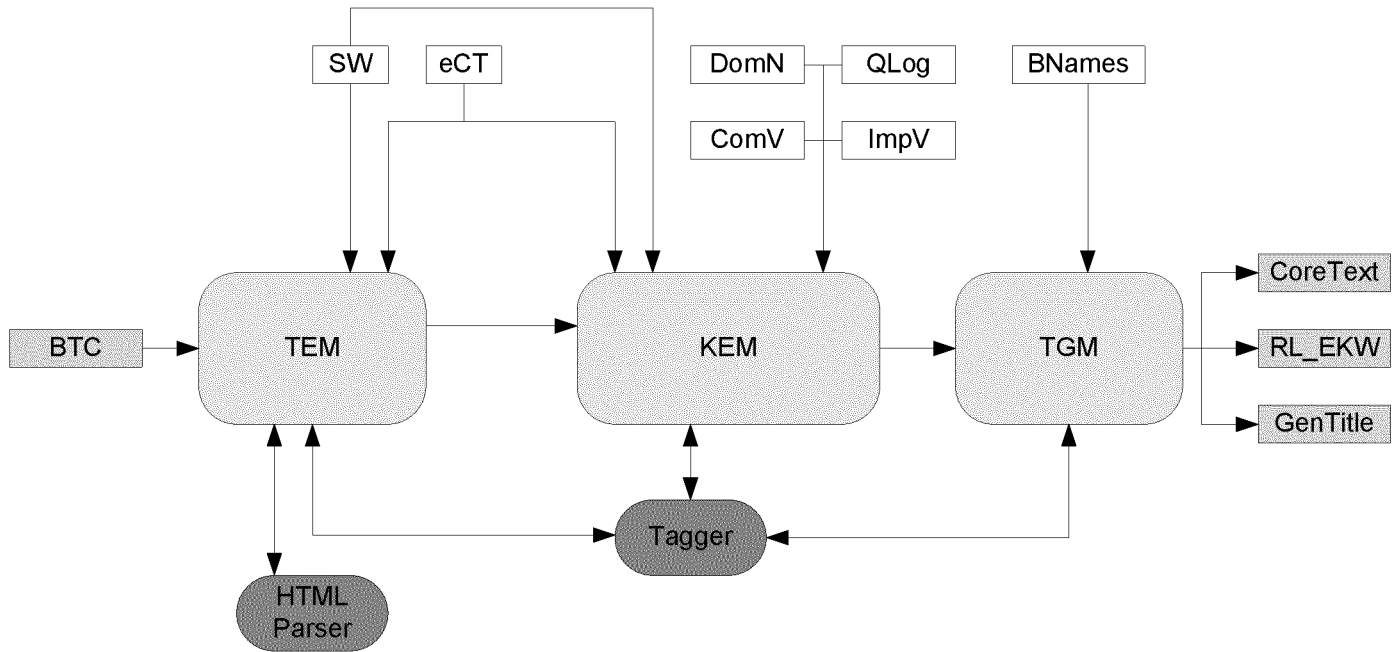 SW
eCT
DomN
QLog
BNames
ComV
ImpV
CoreText
BTC
TEM
KEM
TGM
RL_EKW
GenTitle
Tagger
HTML
Parser